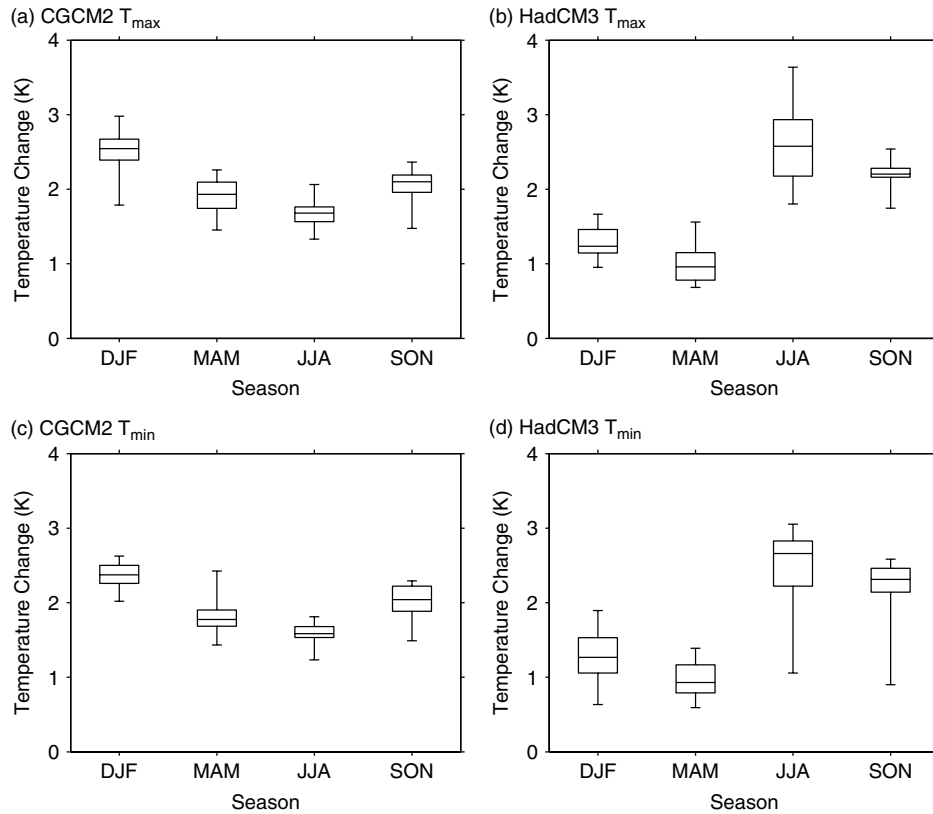 (a) CGCM2 Tmax
4
3
2
1
0
Temperature Change (K)
DJF MAM JJA SON
Season
(b) HadCM3 Tmax
4
3
2
1
0
Temperature Change (K)
DJF MAM JJA SON
Season
(c) CGCM2 Tmin
4
3
2
1
0
Temperature Change (K)
DJF MAM JJA SON
Season
(d) HadCM3 Tmin
4
3
2
1
0
Temperature Change (K)
DJF MAM JJA SON
Season